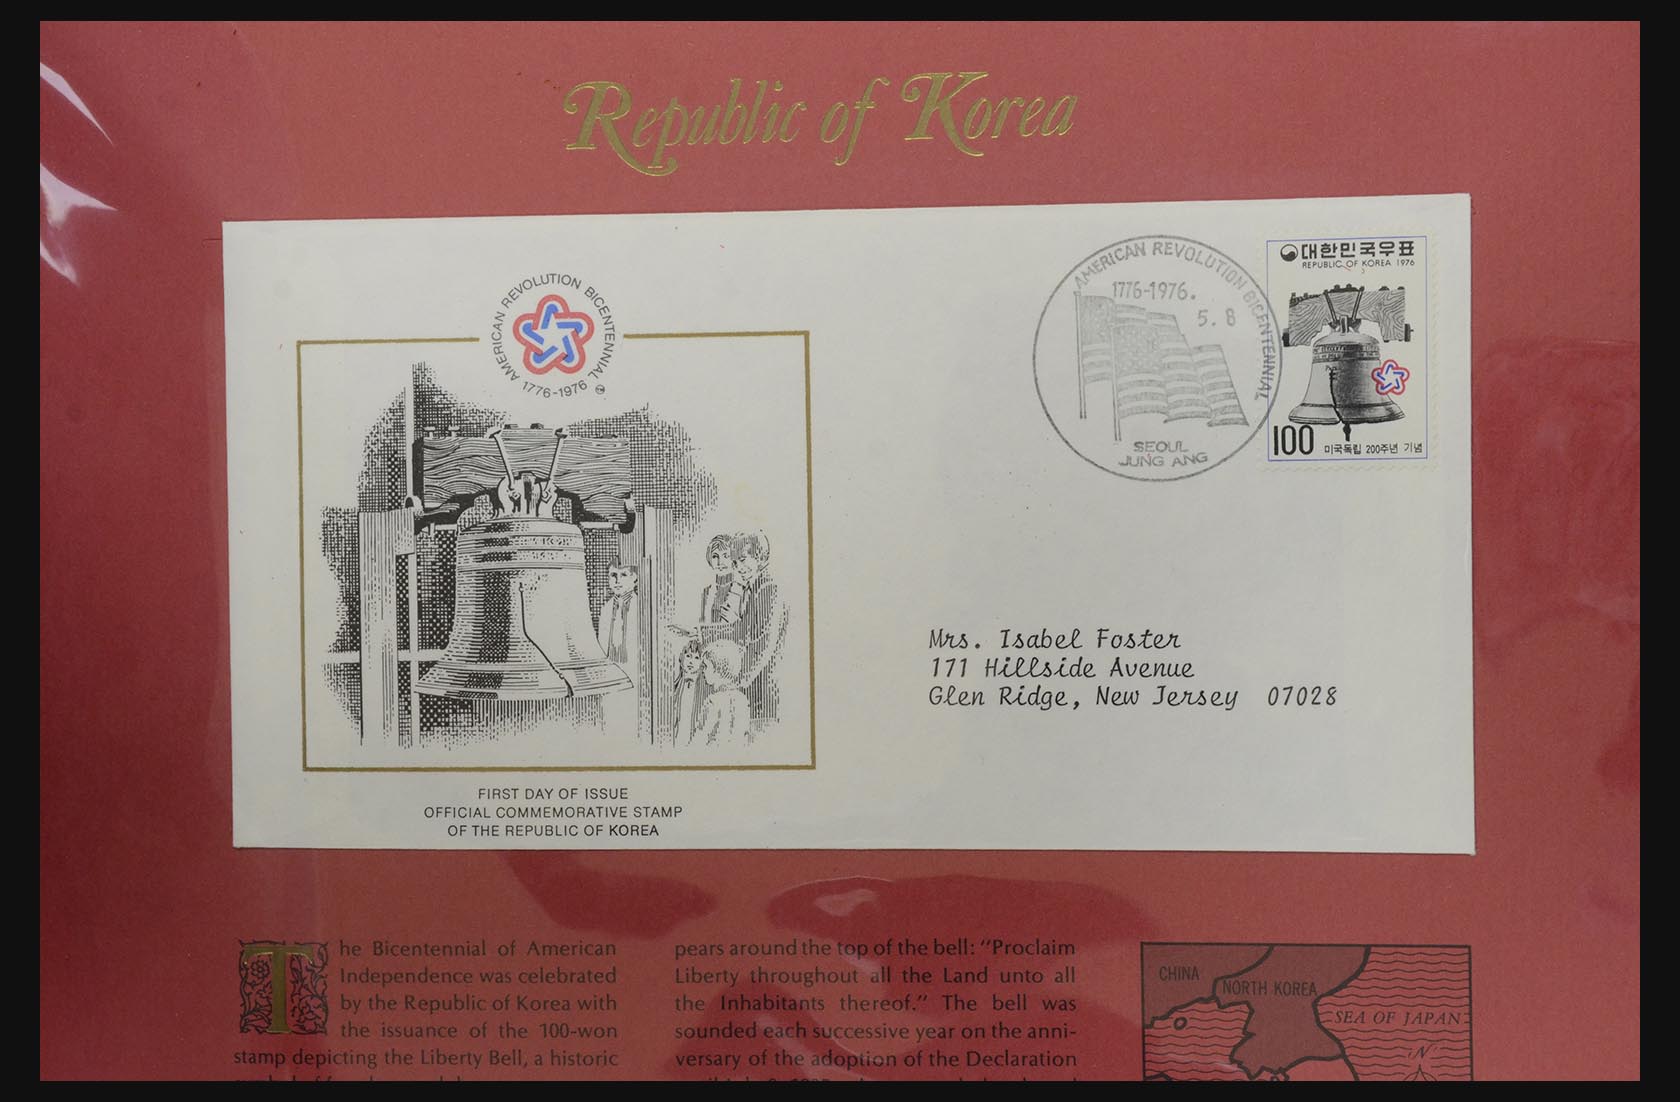 Republic of Korea
AMERICAN REVOLUTION BICENTENNIAL
1776-1976
AMERICAN REVOLUTION BICENTENNIAL
1776-1976.
5. 8
SEOUL
JUNG ANG
대한민국우표
REPUBLIC OF KOREA 1976
100 미국독립 200주년 기념
Mrs. Isabel Foster
171 Hillside Avenue
Glen Ridge, New Jersey 07028
FIRST DAY OF ISSUE
OFFICIAL COMMEMORATIVE STAMP
OF THE REPUBLIC OF KOREA
The Bicentennial of American
Independence was celebrated
by the Republic of Korea with
the issuance of the 100-won
stamp depicting the Liberty Bell, a historic
pears around the top of the bell: "Proclaim
Liberty throughout all the Land unto all
the Inhabitants thereof." The bell was
sounded each successive year on the anni-
versary of the adoption of the Declaration
CHINA
NORTH KOREA
SEA OF JAPAN
N